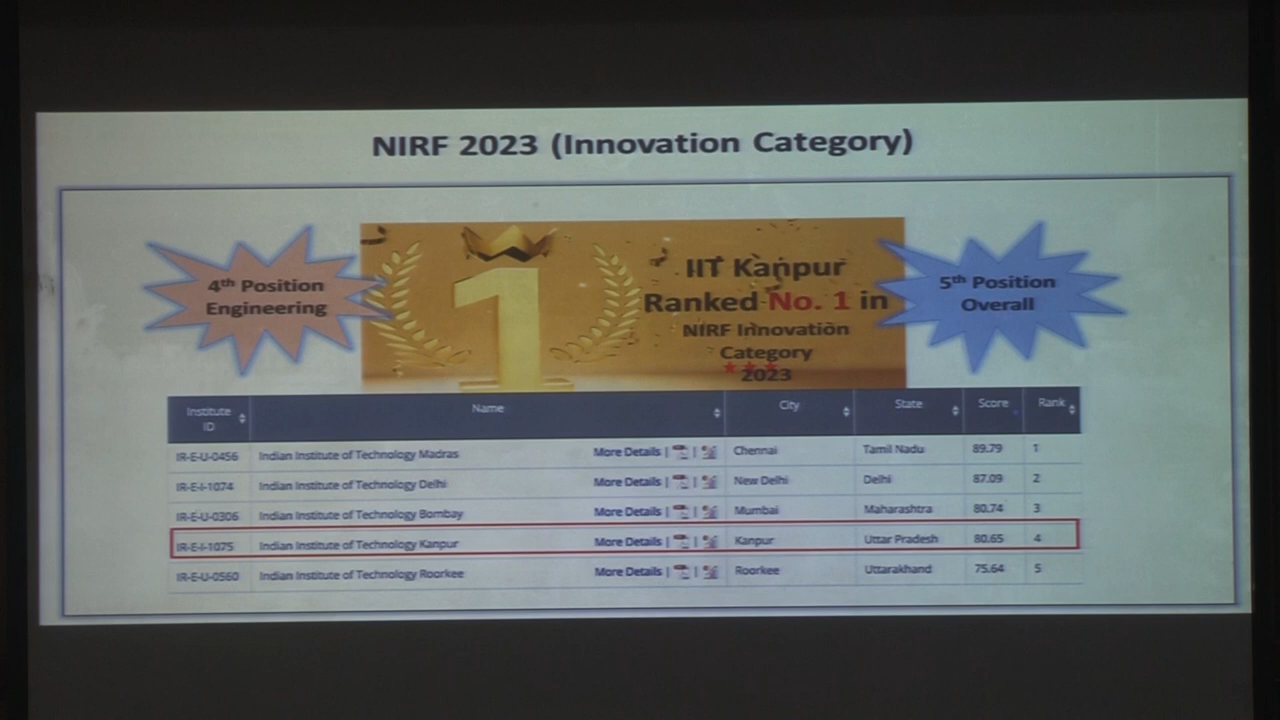 NIRF 2023 (Innovation Category)
4th Position
Engineering
IIT Kanpur
Ranked No. 1 in
NIRF Innovation
Category
2023
5th Position
Overall
Institute ID Name City State Score Rank
IR-E-U-0456 Indian Institute of Technology Madras More Details | | Chennai Tamil Nadu 89.79 1
IR-E-I-1074 Indian Institute of Technology Delhi More Details | | New Delhi Delhi 87.09 2
IR-E-U-0306 Indian Institute of Technology Bombay More Details | | Mumbai Maharashtra 80.74 3
IR-E-I-1075 Indian Institute of Technology Kanpur More Details | | Kanpur Uttar Pradesh 80.65 4
IR-E-U-0560 Indian Institute of Technology Roorkee More Details | | Roorkee Uttarakhand 75.64 5